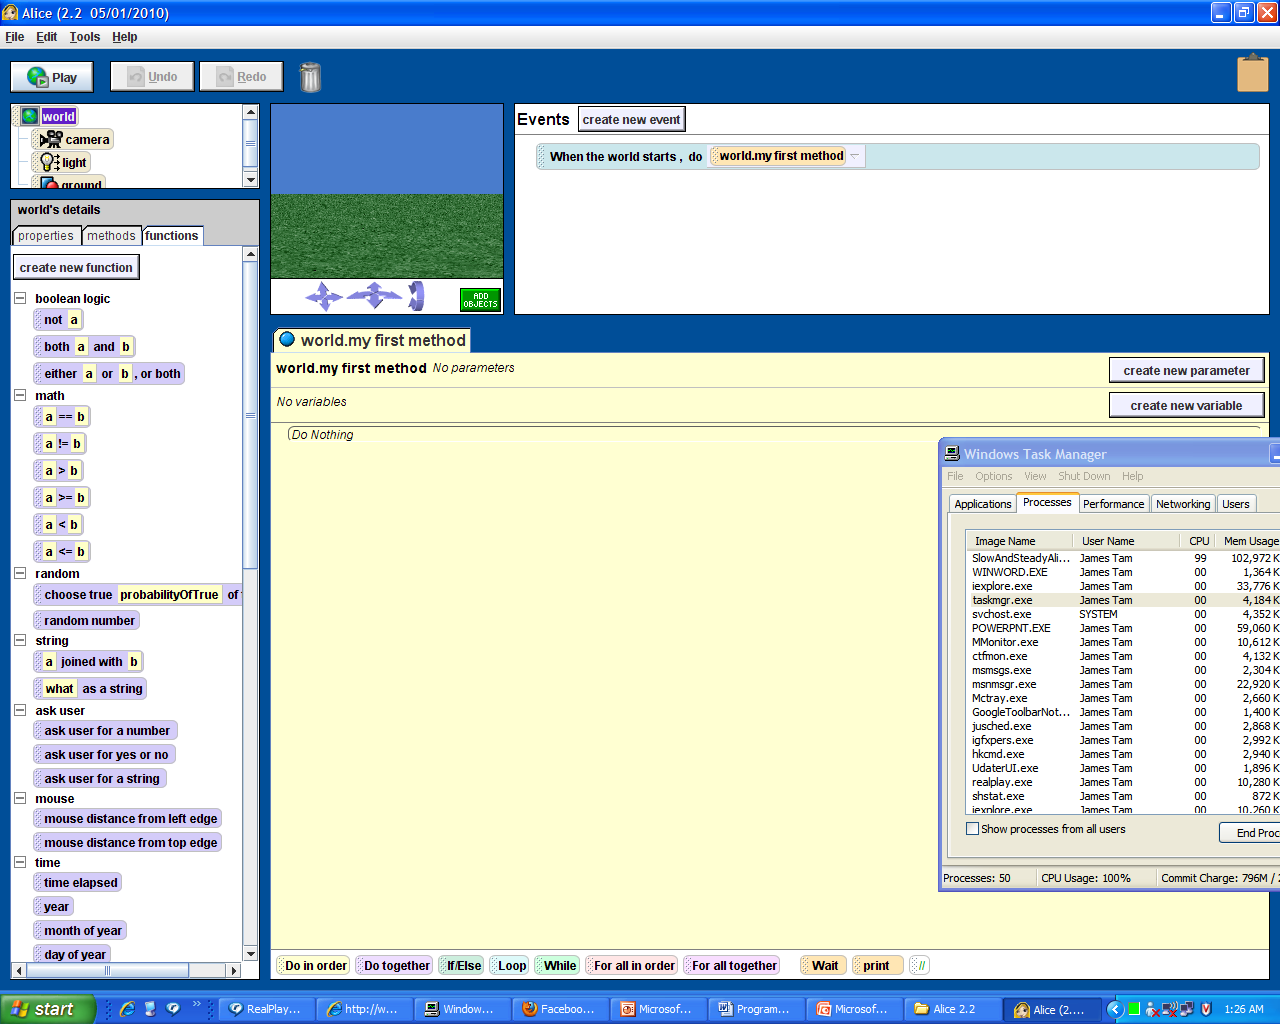 Alice (2.2  05/01/2010)
File Edit Tools Help
Play Undo Redo
world
camera
light
ground
Events create new event
When the world starts , do world.my first method
world's details
properties methods functions
create new function
boolean logic
not a
both a and b
either a or b , or both
math
a == b
a != b
a > b
a >= b
a < b
a <= b
random
choose true probabilityOfTrue of
random number
string
a joined with b
what as a string
ask user
ask user for a number
ask user for yes or no
ask user for a string
mouse
mouse distance from left edge
mouse distance from top edge
time
time elapsed
year
month of year
day of year
ADD
OBJECTS
world.my first method
world.my first method No parameters
create new parameter
No variables
create new variable
Do Nothing
Windows Task Manager
File Options View Shut Down Help
Applications Processes Performance Networking Users
Image Name User Name CPU Mem Usage
SlowAndSteadyAli... James Tam 99 102,972 K
WINWORD.EXE James Tam 00 1,364 K
iexplore.exe James Tam 00 33,776 K
taskmgr.exe James Tam 00 4,184 K
svchost.exe SYSTEM 00 4,352 K
POWERPNT.EXE James Tam 00 59,060 K
MMonitor.exe James Tam 00 10,612 K
ctfmon.exe James Tam 00 4,132 K
msmsgs.exe James Tam 00 2,304 K
msnmsgr.exe James Tam 00 22,920 K
Mctray.exe James Tam 00 2,660 K
GoogleToolbarNot... James Tam 00 1,400 K
jusched.exe James Tam 00 2,868 K
igfxpers.exe James Tam 00 2,992 K
hkcmd.exe James Tam 00 2,940 K
UdaterUI.exe James Tam 00 1,896 K
realplay.exe James Tam 00 10,280 K
shstat.exe James Tam 00 872 K
iexplore.exe James Tam 00 10,260 K
Show processes from all users
End Proc
Processes: 50 CPU Usage: 100% Commit Charge: 796M / 2
Do in order Do together If/Else Loop While For all in order For all together Wait print //
start RealPlay... http://w... Window... Faceboo... Microsof... Program... Microsof... Alice 2.2 Alice (2.... 1:26 AM